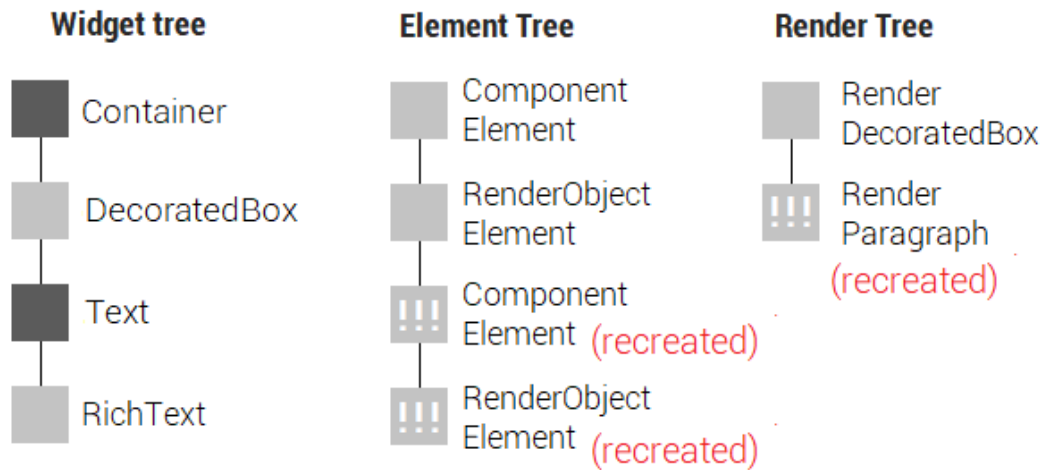 Widget tree
Container
DecoratedBox
Text
RichText
Element Tree
Component
Element
RenderObject
Element
!!! Component
Element (recreated)
!!! RenderObject
Element (recreated)
Render Tree
Render
DecoratedBox
!!! Render
Paragraph
(recreated)